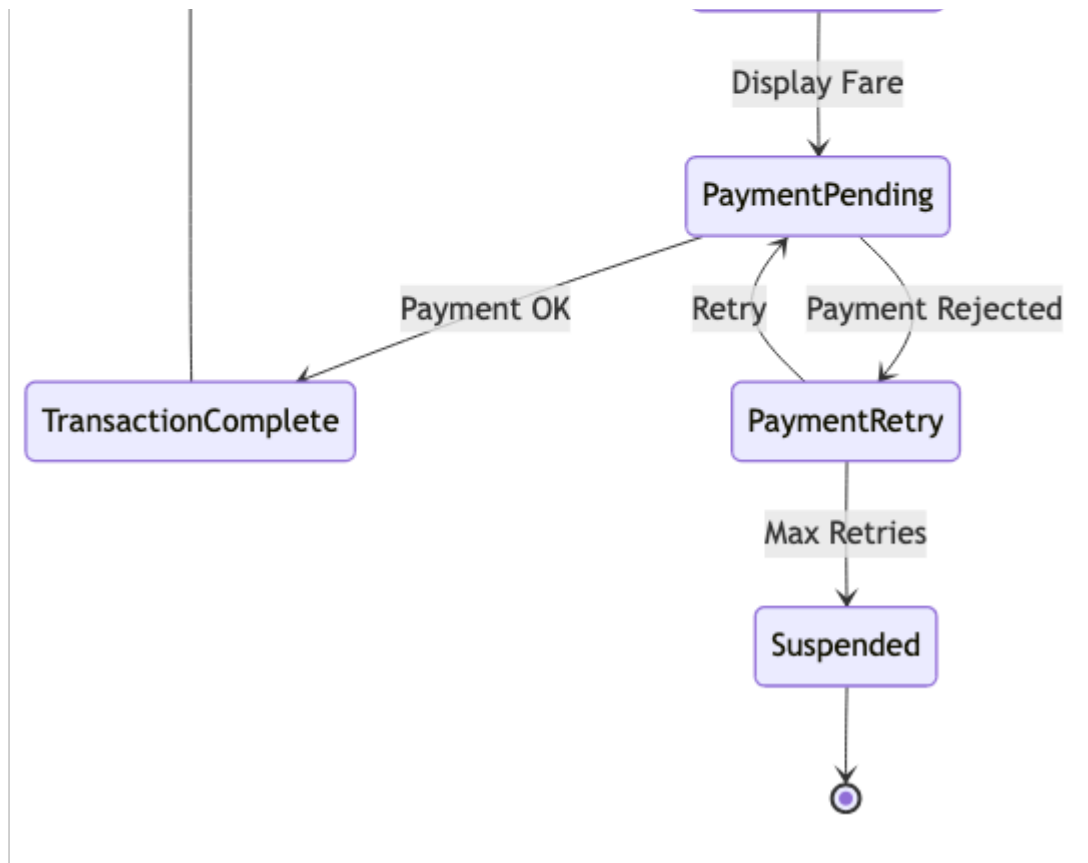 Display Fare
PaymentPending
Payment OK
Retry
Payment Rejected
TransactionComplete
PaymentRetry
Max Retries
Suspended